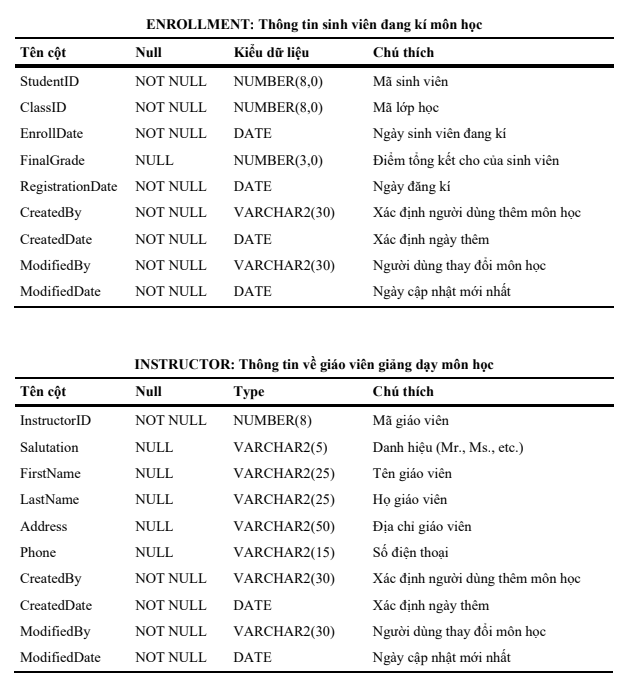 ENROLLMENT: Thông tin sinh viên đang kí môn học
Tên cột Null Kiểu dữ liệu Chú thích
StudentID NOT NULL NUMBER(8,0) Mã sinh viên
ClassID NOT NULL NUMBER(8,0) Mã lớp học
EnrollDate NOT NULL DATE Ngày sinh viên đang kí
FinalGrade NULL NUMBER(3,0) Điểm tổng kết cho của sinh viên
RegistrationDate NOT NULL DATE Ngày đăng kí
CreatedBy NOT NULL VARCHAR2(30) Xác định người dùng thêm môn học
CreatedDate NOT NULL DATE Xác định ngày thêm
ModifiedBy NOT NULL VARCHAR2(30) Người dùng thay đổi môn học
ModifiedDate NOT NULL DATE Ngày cập nhật mới nhất
INSTRUCTOR: Thông tin về giáo viên giảng dạy môn học
Tên cột Null Type Chú thích
InstructorID NOT NULL NUMBER(8) Mã giáo viên
Salutation NULL VARCHAR2(5) Danh hiệu (Mr., Ms., etc.)
FirstName NULL VARCHAR2(25) Tên giáo viên
LastName NULL VARCHAR2(25) Họ giáo viên
Address NULL VARCHAR2(50) Địa chỉ giáo viên
Phone NULL VARCHAR2(15) Số điện thoại
CreatedBy NOT NULL VARCHAR2(30) Xác định người dùng thêm môn học
CreatedDate NOT NULL DATE Xác định ngày thêm
ModifiedBy NOT NULL VARCHAR2(30) Người dùng thay đổi môn học
ModifiedDate NOT NULL DATE Ngày cập nhật mới nhất